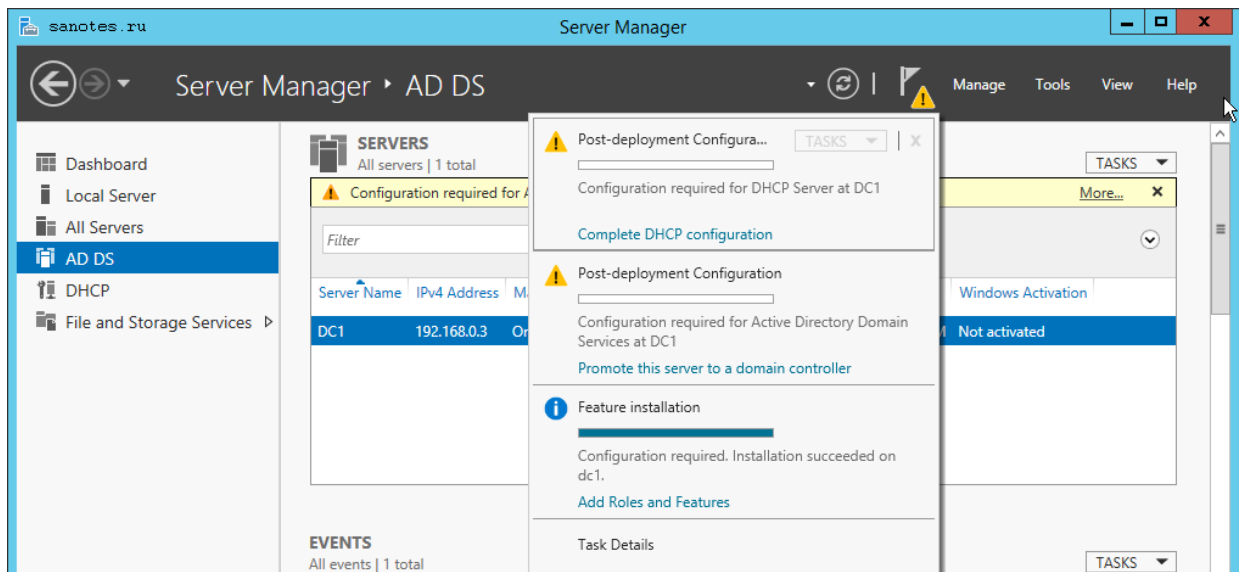 sanotes.ru
Server Manager
Server Manager ‣ AD DS
Manage
Tools
View
Help
Dashboard
Local Server
All Servers
AD DS
DHCP
File and Storage Services
SERVERS
All servers | 1 total
TASKS
Configuration required for
More...
Filter
Server Name
IPv4 Address
Windows Activation
DC1
192.168.0.3
Not activated
EVENTS
All events | 1 total
TASKS
Post-deployment Configura...
TASKS
Configuration required for DHCP Server at DC1
Complete DHCP configuration
Post-deployment Configuration
Configuration required for Active Directory Domain
Services at DC1
Promote this server to a domain controller
Feature installation
Configuration required. Installation succeeded on
dc1.
Add Roles and Features
Task Details